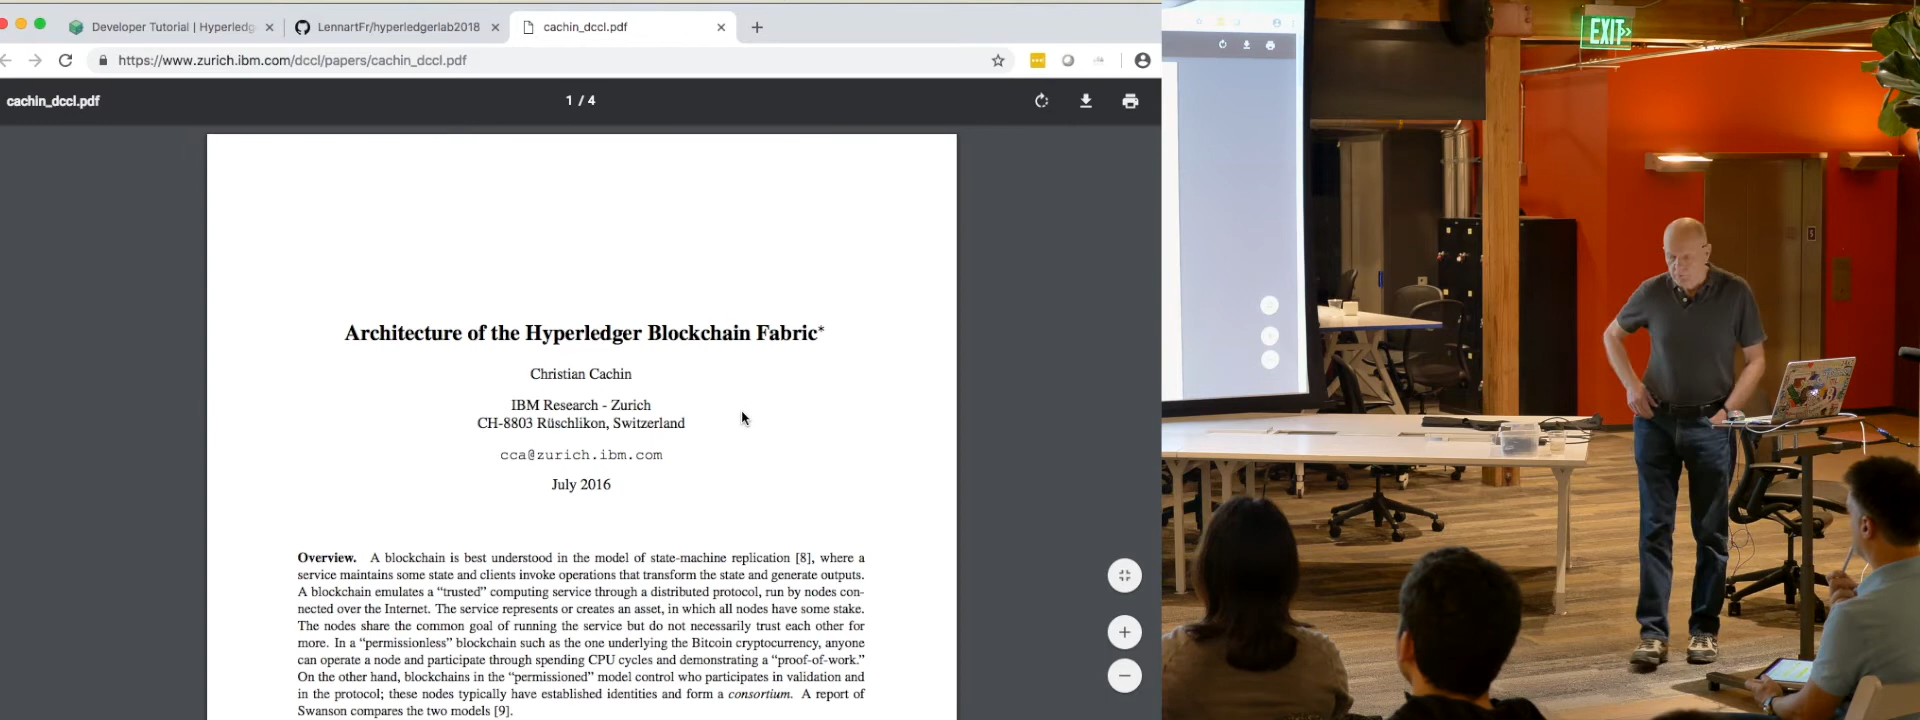 Developer Tutorial | Hyperledg
LennartFr/hyperledgerlab2018
cachin_dccl.pdf
https://www.zurich.ibm.com/dccl/papers/cachin_dccl.pdf
cachin_dccl.pdf
1 / 4
Architecture of the Hyperledger Blockchain Fabric*
Christian Cachin
IBM Research - Zurich
CH-8803 Rüschlikon, Switzerland
cca@zurich.ibm.com
July 2016
Overview. A blockchain is best understood in the model of state-machine replication [8], where a
service maintains some state and clients invoke operations that transform the state and generate outputs.
A blockchain emulates a “trusted” computing service through a distributed protocol, run by nodes con-
nected over the Internet. The service represents or creates an asset, in which all nodes have some stake.
The nodes share the common goal of running the service but do not necessarily trust each other for
more. In a “permissionless” blockchain such as the one underlying the Bitcoin cryptocurrency, anyone
can operate a node and participate through spending CPU cycles and demonstrating a “proof-of-work.”
On the other hand, blockchains in the “permissioned” model control who participates in validation and
in the protocol; these nodes typically have established identities and form a consortium. A report of
Swanson compares the two models [9].
EXIT